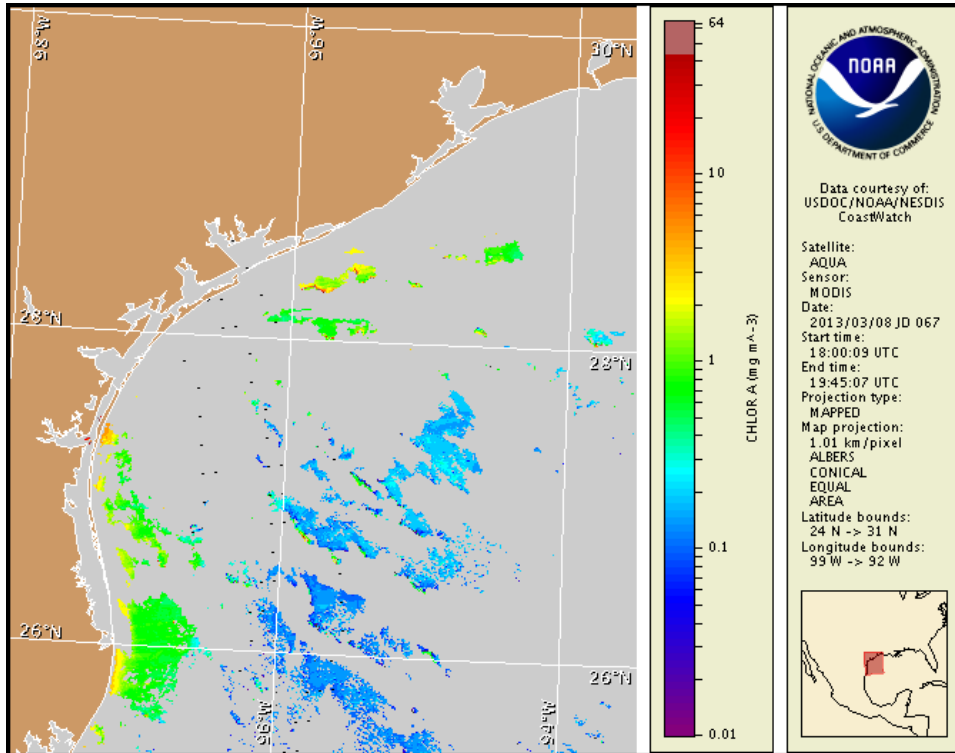 98°W
96°W
30°N
28°N
28°N
26°N
26°N
96°W
94°W
64
10
1
0.1
0.01
CHLOR A (mg m^-3)
NATIONAL OCEANIC AND ATMOSPHERIC ADMINISTRATION
NOAA
U.S. DEPARTMENT OF COMMERCE
Data courtesy of:
USDOC/NOAA/NESDIS
CoastWatch
Satellite:
AQUA
Sensor:
MODIS
Date:
2013/03/08 JD 067
Start time:
18:00:09 UTC
End time:
19:45:07 UTC
Projection type:
MAPPED
Map projection:
1.01 km/pixel
ALBERS
CONICAL
EQUAL
AREA
Latitude bounds:
24 N -> 31 N
Longitude bounds:
99 W -> 92 W